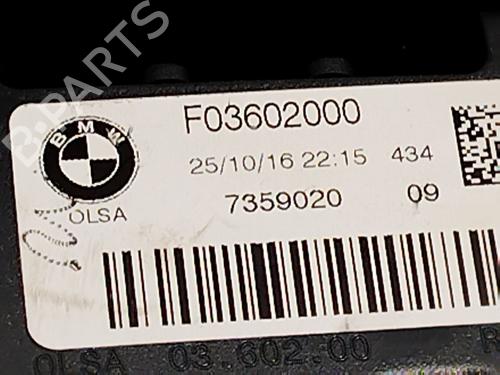 F03602000
BMW
25/10/16 22:15 434
OLSA
7359020 09
OLSA 03.602.00 R
B-PARTS